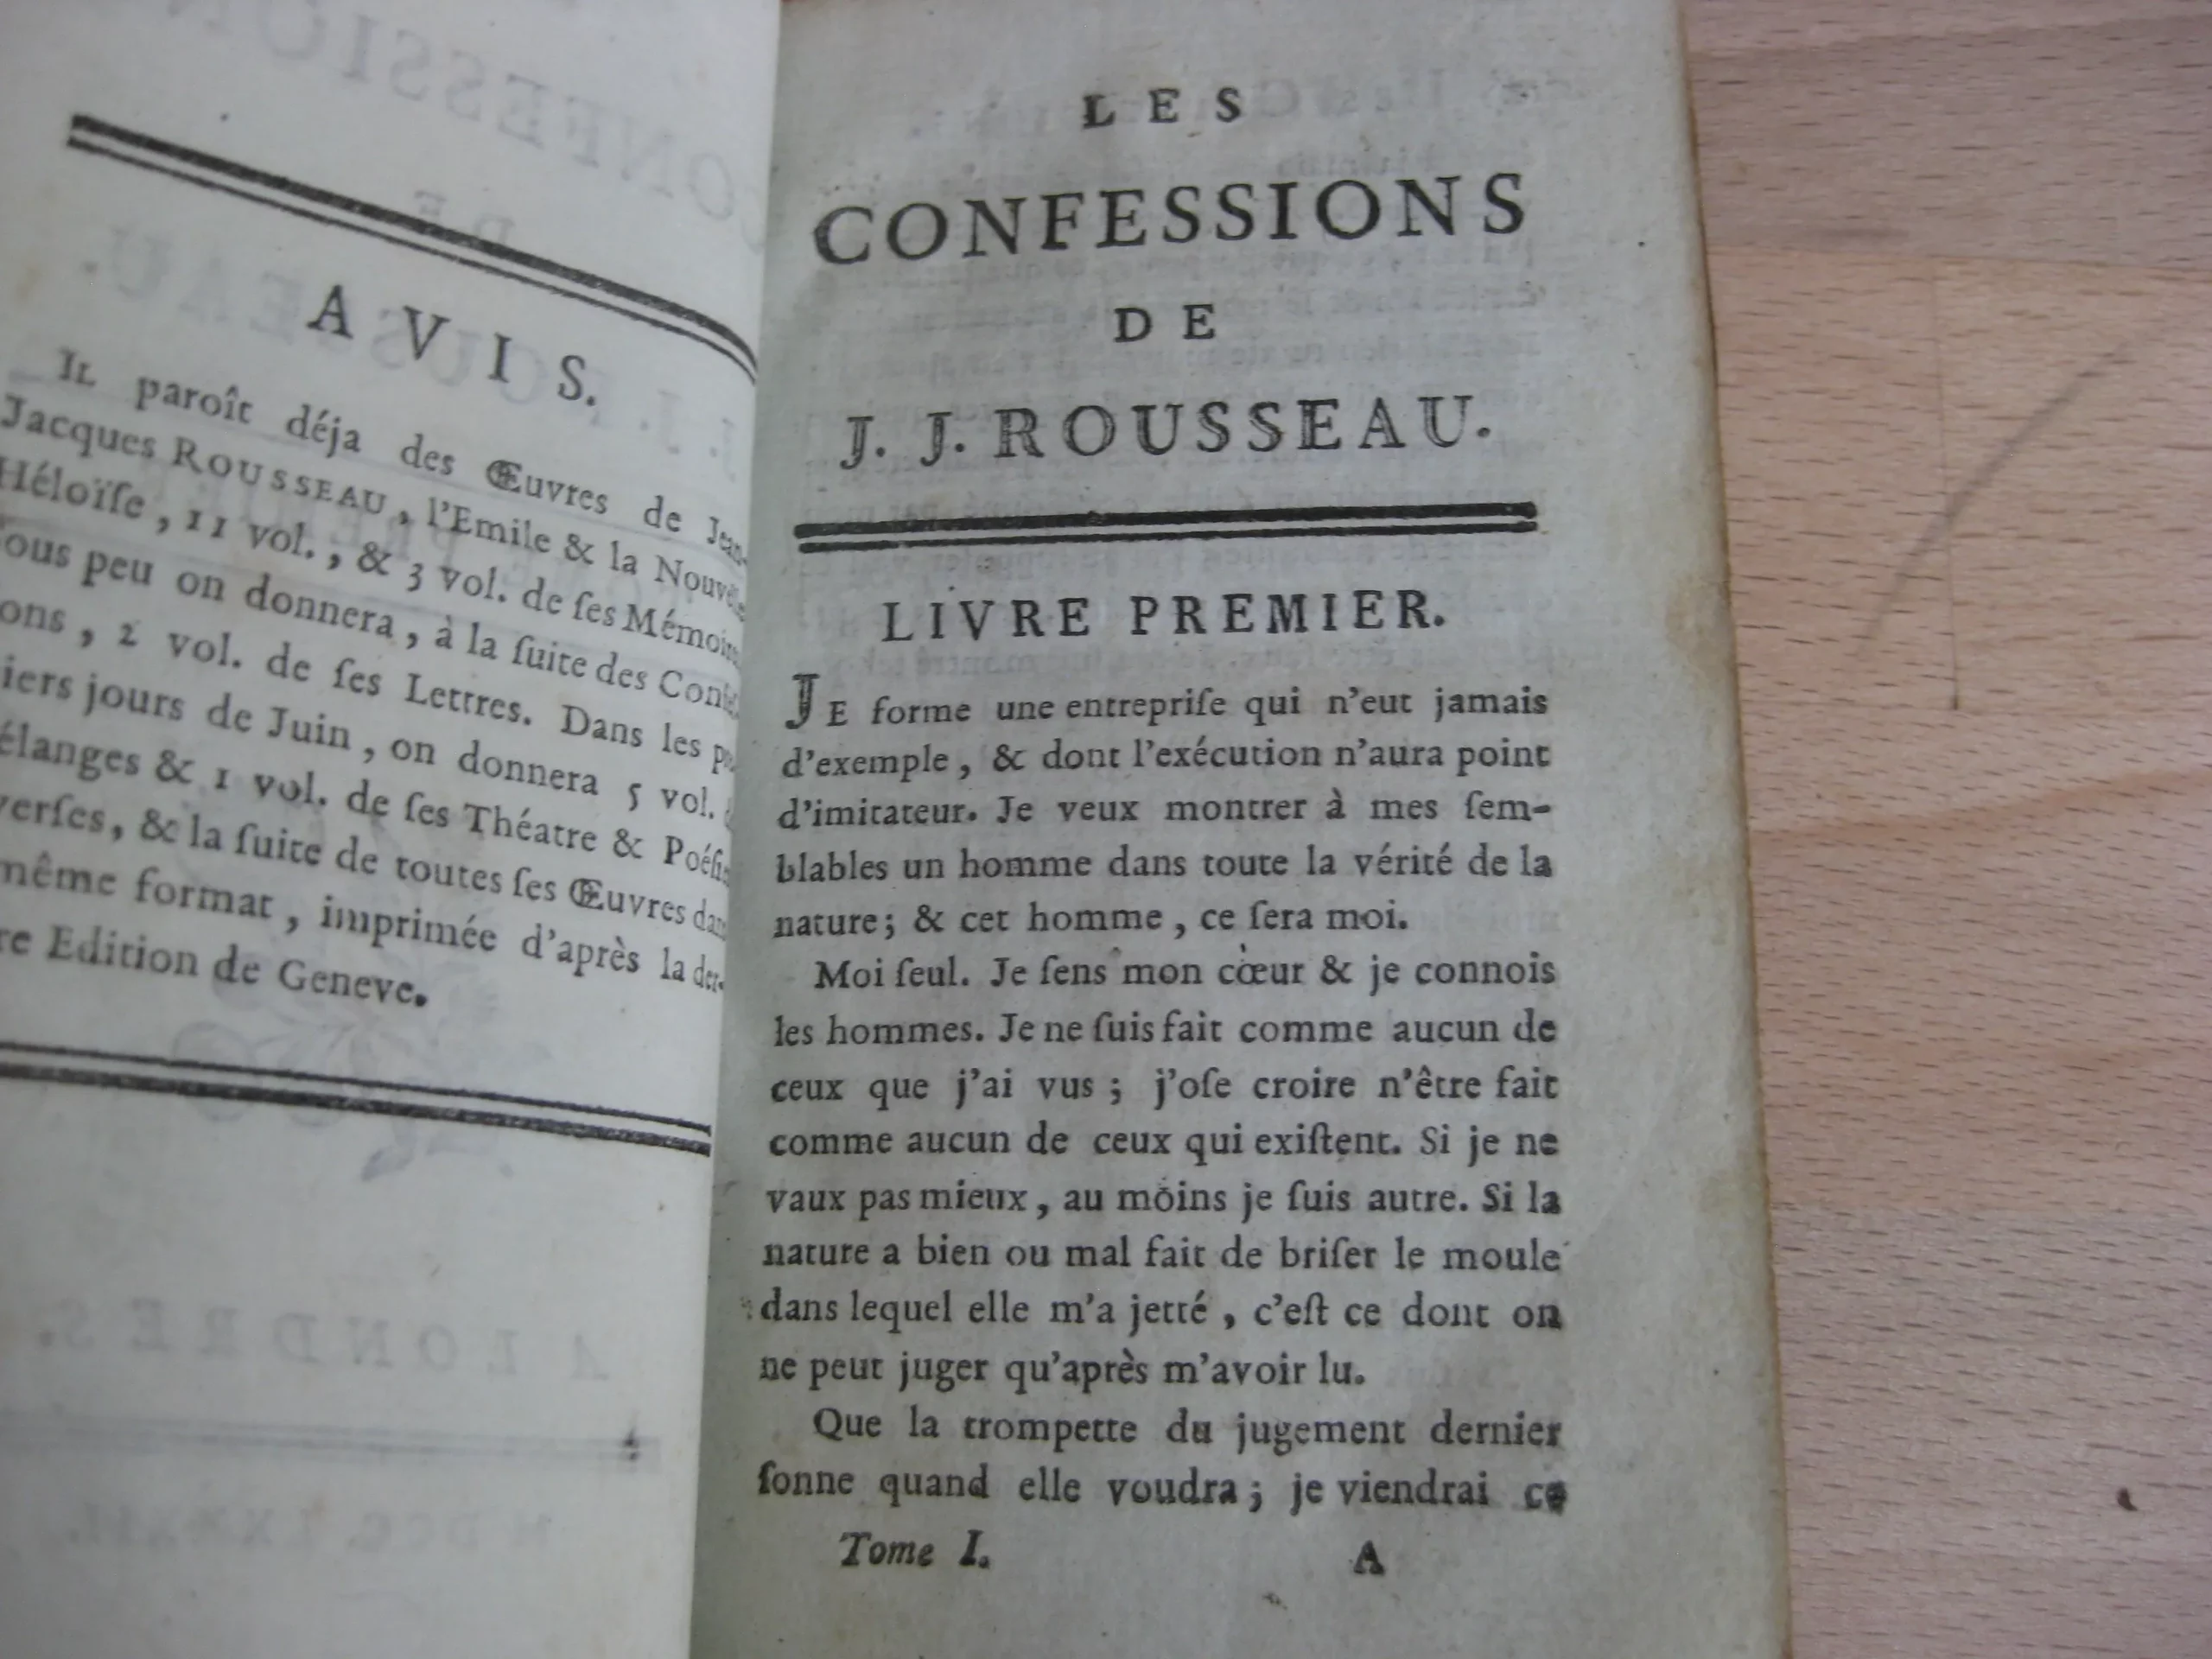 AVIS.
IL paroît déja des Œuvres de Jean-
Jacques ROUSSEAU, l'Emile & la Nouvelle
Héloïſe, 11 vol., & 3 vol. de ſes Mémoires
ous peu on donnera, à la ſuite des Confeſ
ons, 2 vol. de ſes Lettres. Dans les
iers jours de Juin, on donnera 5 vol.
élanges & 1 vol. de ſes Théatre & Poéſies
verſes, & la ſuite de toutes ſes Œuvres dans
même format, imprimée d'après la der-
re Edition de Geneve.
LES
CONFESSIONS
DE
J. J. ROUSSEAU.
LIVRE PREMIER.
JE forme une entrepriſe qui n'eut jamais
d'exemple, & dont l'exécution n'aura point
d'imitateur. Je veux montrer à mes ſem-
blables un homme dans toute la vérité de la
nature; & cet homme, ce ſera moi.
Moi ſeul. Je ſens mon cœur & je connois
les hommes. Je ne ſuis fait comme aucun de
ceux que j'ai vus; j'oſe croire n'être fait
comme aucun de ceux qui exiſtent. Si je ne
vaux pas mieux, au moins je ſuis autre. Si la
nature a bien ou mal fait de briſer le moule
dans lequel elle m'a jetté, c'eſt ce dont on
ne peut juger qu'après m'avoir lu.
Que la trompette du jugement dernier
ſonne quand elle voudra; je viendrai ce
Tome I. A